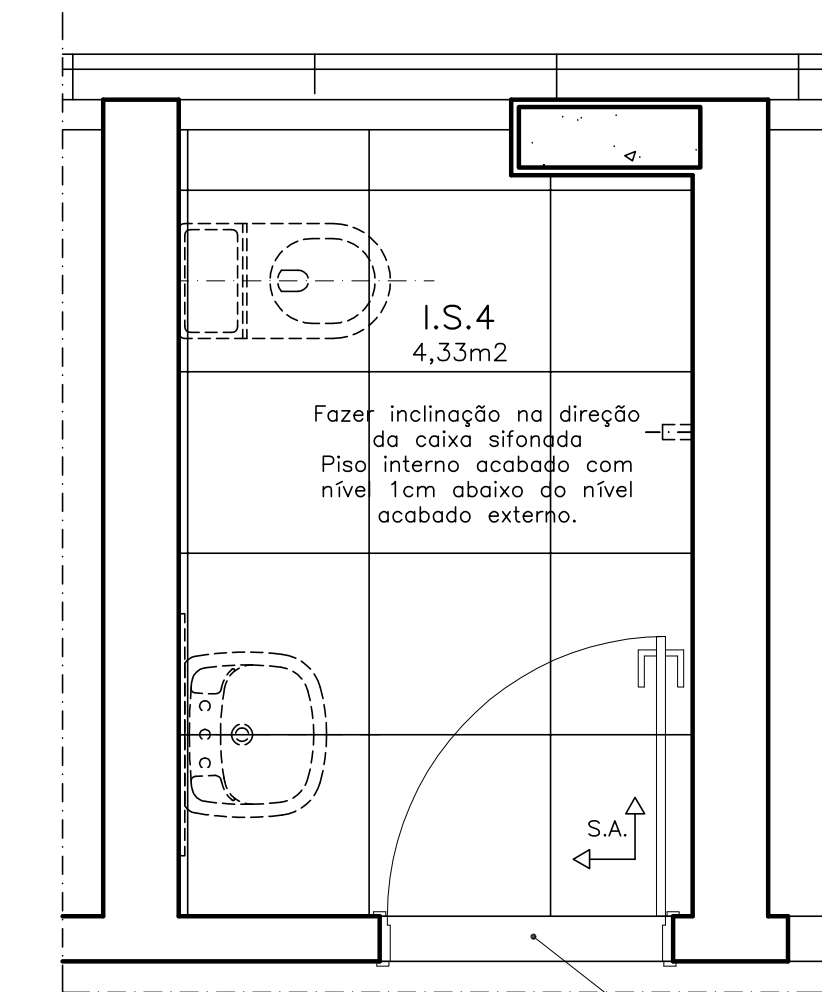 I.S.4
4,33m2
Fazer inclinação na direção
da caixa sifonada
Piso interno acabado com
nível 1cm abaixo do nível
acabado externo.
S.A.